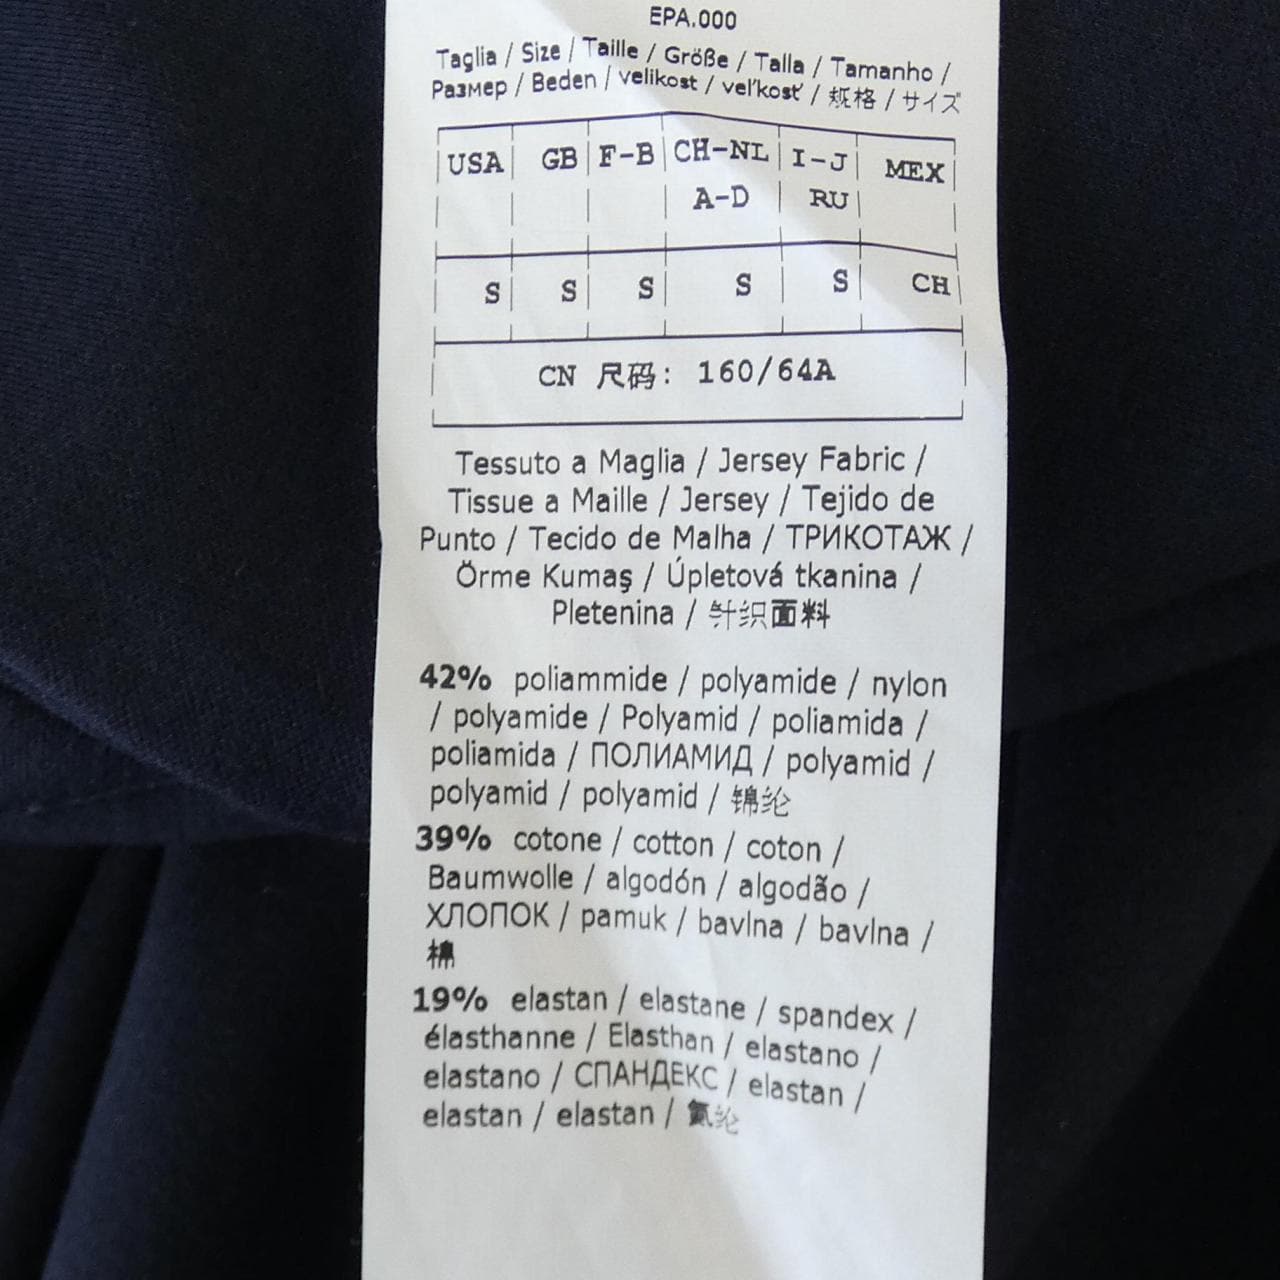 EPA.000
Taglia / Size / Taille / Größe / Talla / Tamanho /
Размер / Beden / velikost / veľkosť / 规格 / サイズ
USA GB F-B CH-NL I-J MEX
A-D RU
S S S S S CH
CN 尺码: 160/64A
Tessuto a Maglia / Jersey Fabric /
Tissue a Maille / Jersey / Tejido de
Punto / Tecido de Malha / ТРИКОТАЖ /
Örme Kumaş / Úpletová tkanina /
Pletenina / 针织面料
42% poliammide / polyamide / nylon
/ polyamide / Polyamid / poliamida /
poliamida / ПОЛИАМИД / polyamid /
polyamid / polyamid / 锦纶
39% cotone / cotton / coton /
Baumwolle / algodón / algodão /
ХЛОПОК / pamuk / bavlna / bavlna /
棉
19% elastan / elastane / spandex /
élasthanne / Elasthan / elastano /
elastano / СПАНДЕКС / elastan /
elastan / elastan / 氨纶